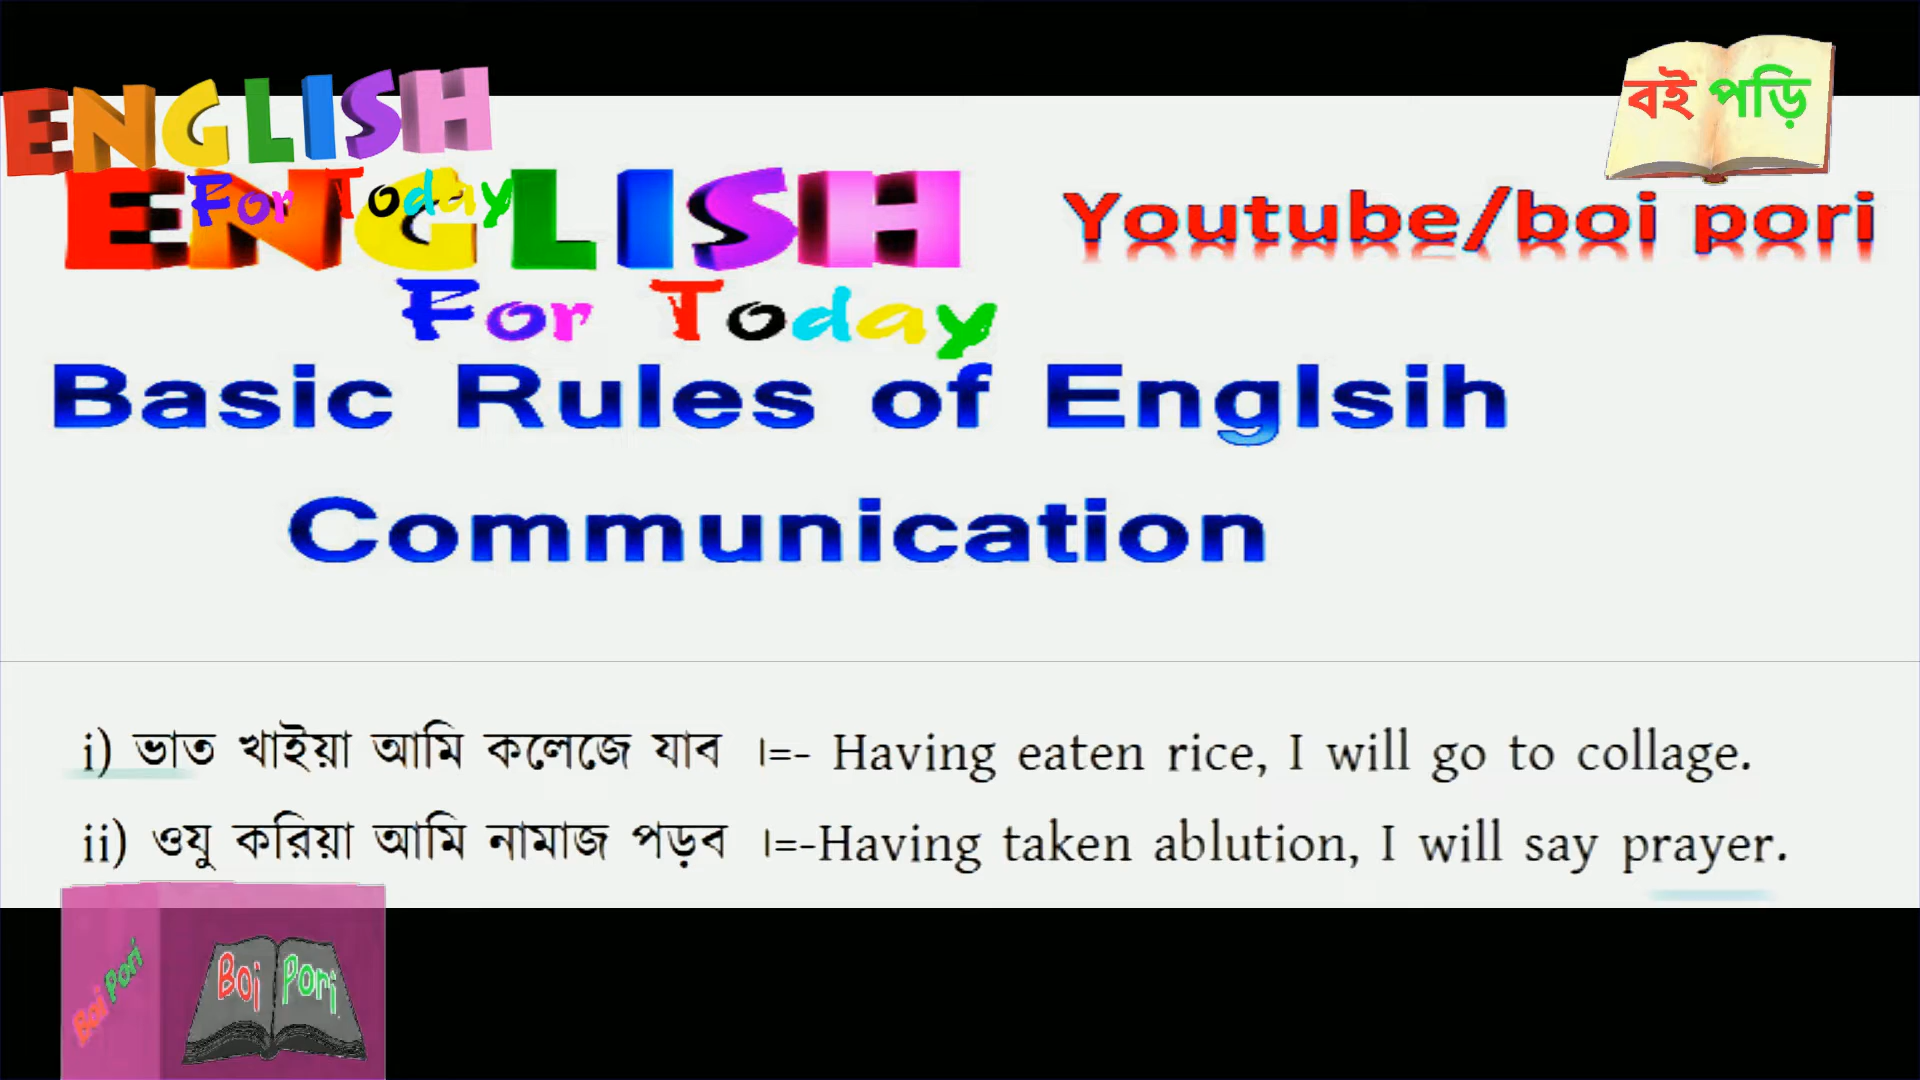 ENGLISH
For Today
বই পড়ি
ENGLISH
For Today
Youtube/boi pori
Basic Rules of Englsih
Communication
i) ভাত খাইয়া আমি কলেজে যাব ।=- Having eaten rice, I will go to collage.
ii) ওযু করিয়া আমি নামাজ পড়ব ।=-Having taken ablution, I will say prayer.
Boi Pori
Boi Pori